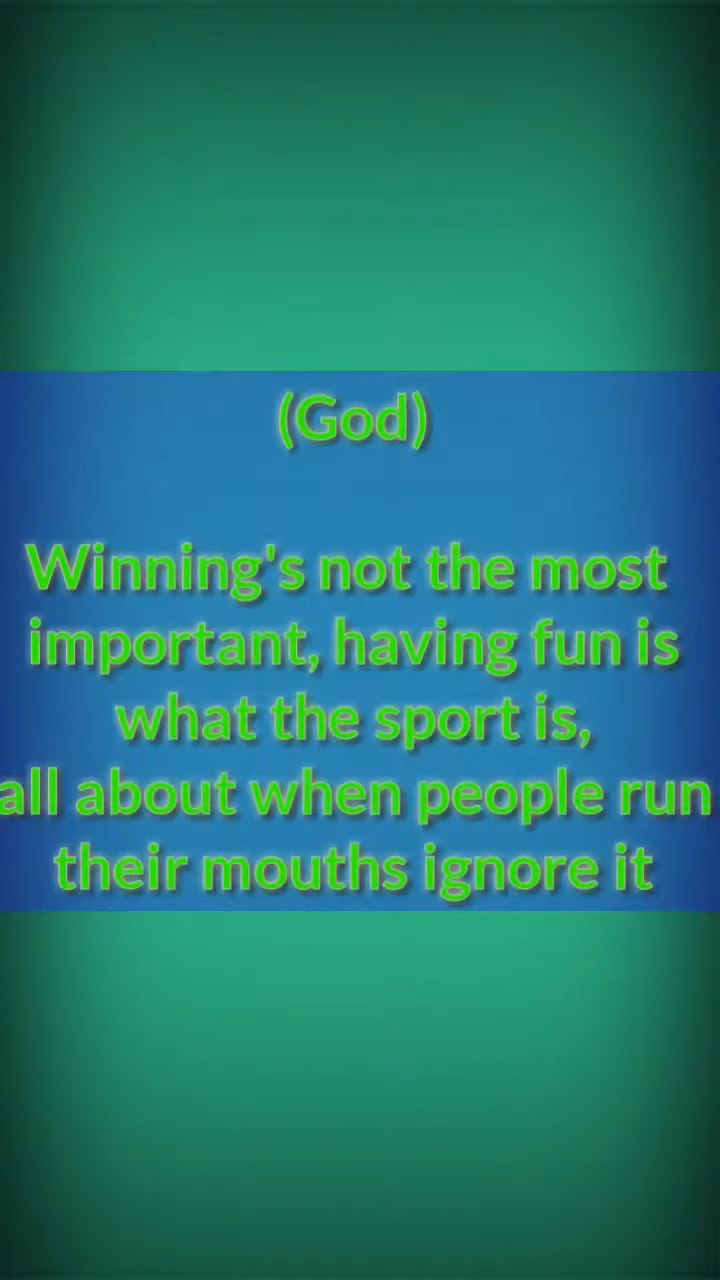 (God)
Winning's not the most
important, having fun is
what the sport is,
all about when people run
their mouths ignore it